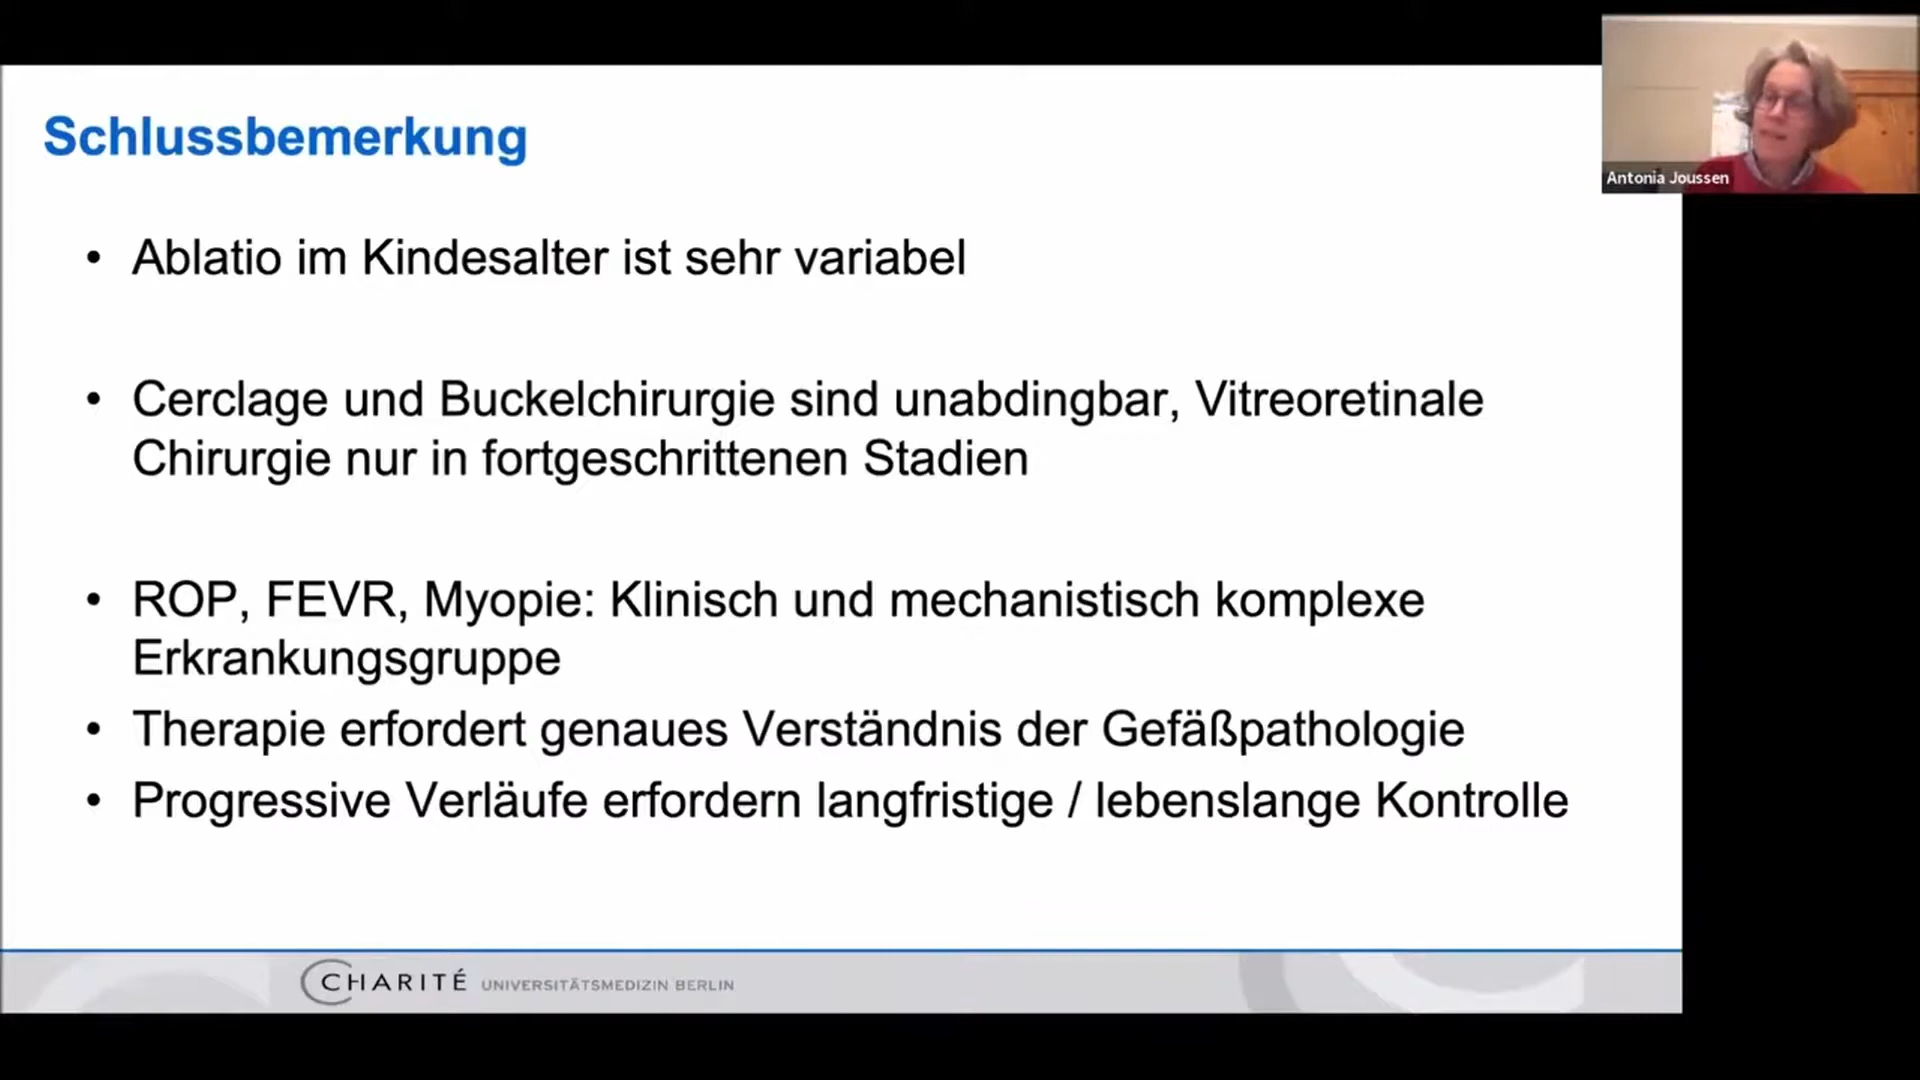 Schlussbemerkung
Antonia Joussen
• Ablatio im Kindesalter ist sehr variabel
• Cerclage und Buckelchirurgie sind unabdingbar, Vitreoretinale
Chirurgie nur in fortgeschrittenen Stadien
• ROP, FEVR, Myopie: Klinisch und mechanistisch komplexe
Erkrankungsgruppe
• Therapie erfordert genaues Verständnis der Gefäßpathologie
• Progressive Verläufe erfordern langfristige / lebenslange Kontrolle
CHARITÉ UNIVERSITÄTSMEDIZIN BERLIN